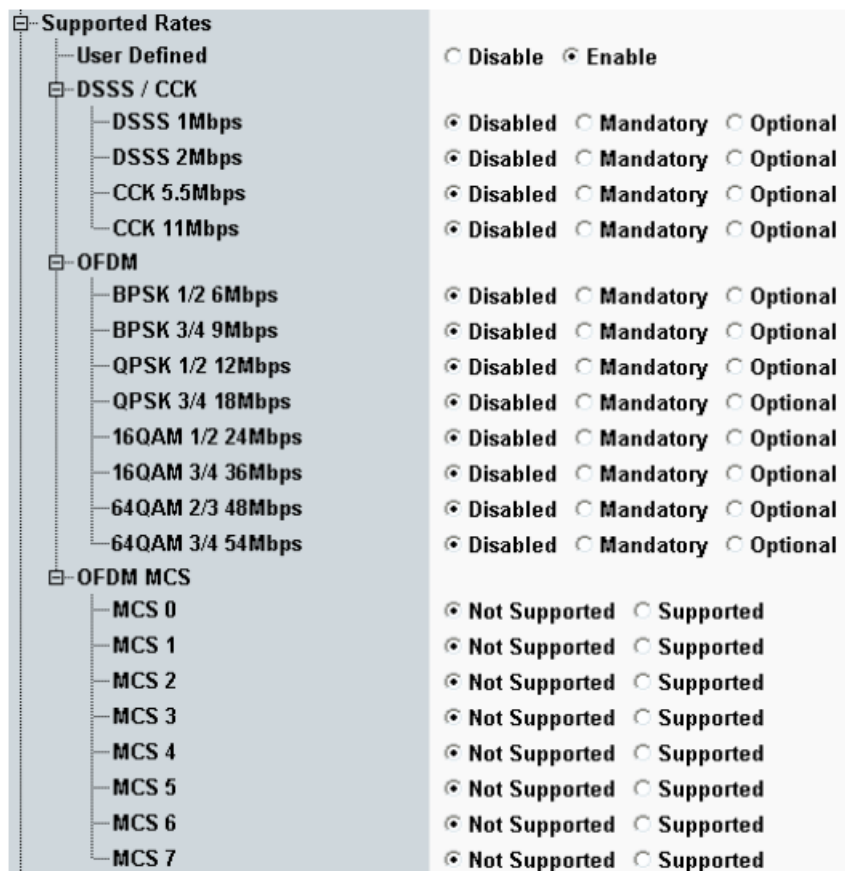 Supported Rates
User Defined Disable Enable
DSSS / CCK
DSSS 1Mbps Disabled Mandatory Optional
DSSS 2Mbps Disabled Mandatory Optional
CCK 5.5Mbps Disabled Mandatory Optional
CCK 11Mbps Disabled Mandatory Optional
OFDM
BPSK 1/2 6Mbps Disabled Mandatory Optional
BPSK 3/4 9Mbps Disabled Mandatory Optional
QPSK 1/2 12Mbps Disabled Mandatory Optional
QPSK 3/4 18Mbps Disabled Mandatory Optional
16QAM 1/2 24Mbps Disabled Mandatory Optional
16QAM 3/4 36Mbps Disabled Mandatory Optional
64QAM 2/3 48Mbps Disabled Mandatory Optional
64QAM 3/4 54Mbps Disabled Mandatory Optional
OFDM MCS
MCS 0 Not Supported Supported
MCS 1 Not Supported Supported
MCS 2 Not Supported Supported
MCS 3 Not Supported Supported
MCS 4 Not Supported Supported
MCS 5 Not Supported Supported
MCS 6 Not Supported Supported
MCS 7 Not Supported Supported